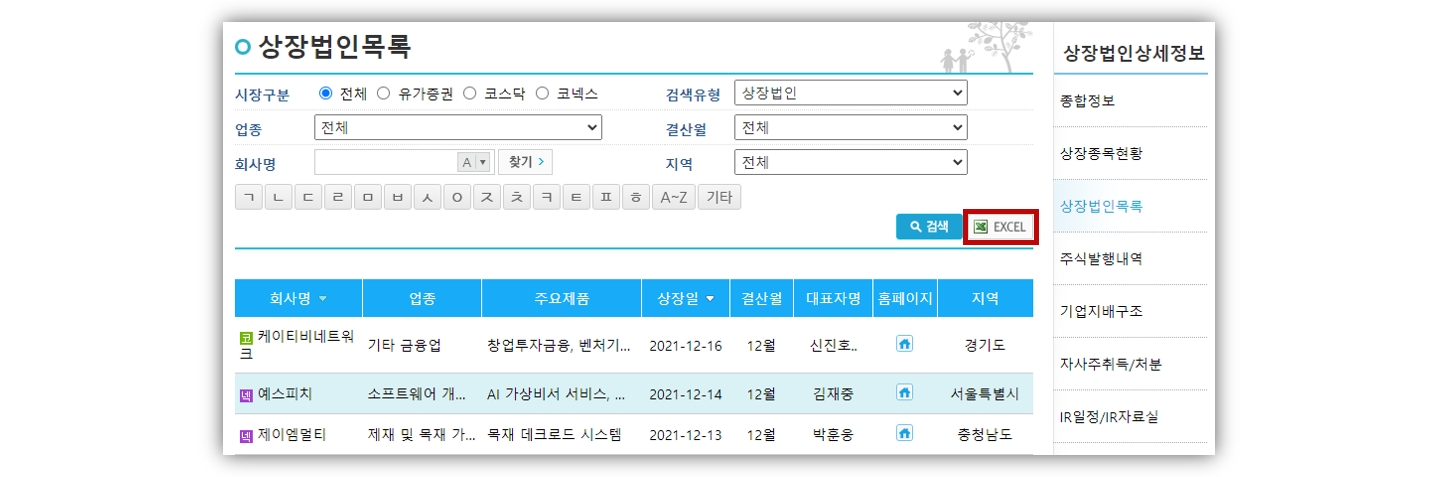 상장법인목록
시장구분 전체 유가증권 코스닥 코넥스 검색유형 상장법인
업종 전체 결산월 전체
회사명 A 찾기 지역 전체
ㄱ ㄴ ㄷ ㄹ ㅁ ㅂ ㅅ ㅇ ㅈ ㅊ ㅋ ㅌ ㅍ ㅎ A~Z 기타
검색 EXCEL
회사명 업종 주요제품 상장일 결산월 대표자명 홈페이지 지역
코 케이티비네트워
크 기타 금융업 창업투자금융, 벤처기... 2021-12-16 12월 신진호.. 경기도
넥 예스피치 소프트웨어 개... AI 가상비서 서비스, ... 2021-12-14 12월 김재중 서울특별시
넥 제이엠멀티 제재 및 목재 가... 목재 데크로드 시스템 2021-12-13 12월 박훈웅 충청남도
상장법인상세정보
종합정보
상장종목현황
상장법인목록
주식발행내역
기업지배구조
자사주취득/처분
IR일정/IR자료실